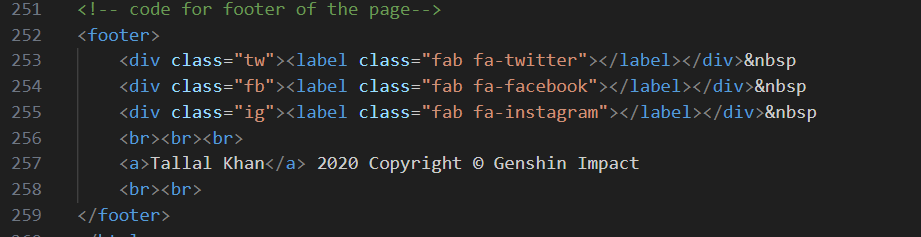 251 <!-- code for footer of the page-->
252 <footer>
253 <div class="tw"><label class="fab fa-twitter"></label></div>&nbsp
254 <div class="fb"><label class="fab fa-facebook"></label></div>&nbsp
255 <div class="ig"><label class="fab fa-instagram"></label></div>&nbsp
256 <br><br><br>
257 <a>Tallal Khan</a> 2020 Copyright © Genshin Impact
258 <br><br>
259 </footer>